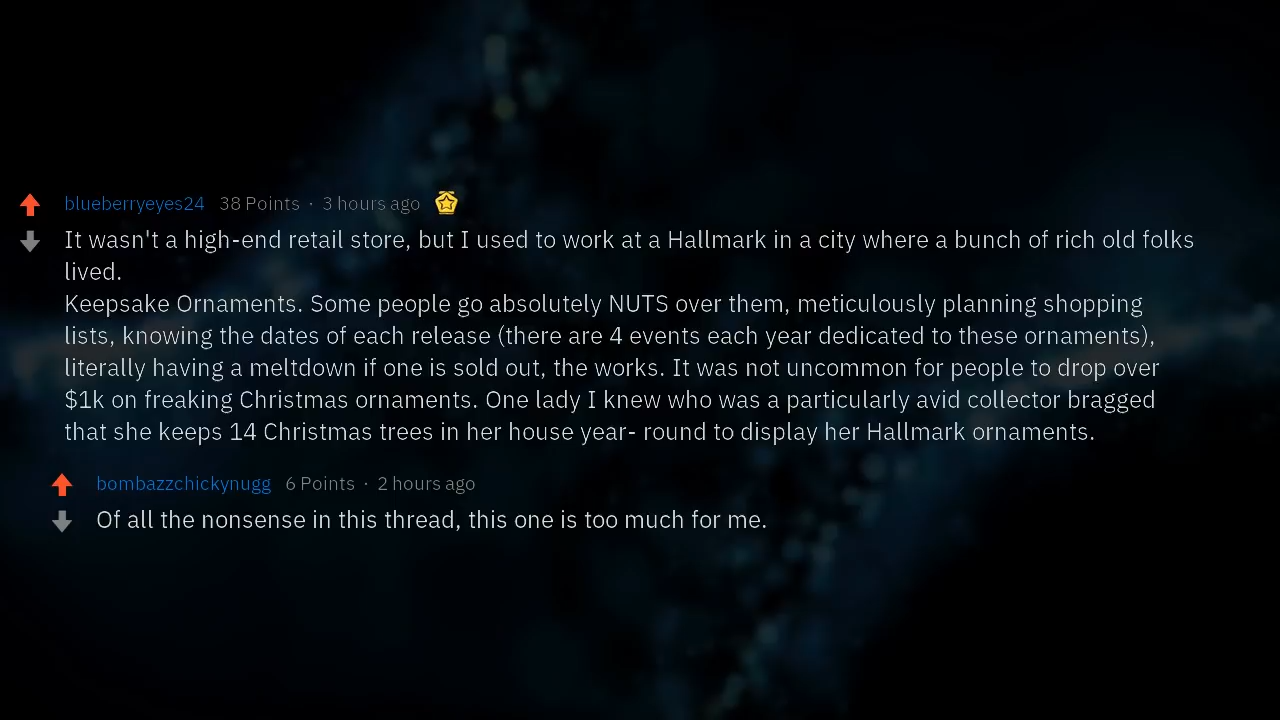 blueberryeyes24 38 Points · 3 hours ago
It wasn't a high-end retail store, but I used to work at a Hallmark in a city where a bunch of rich old folks
lived.
Keepsake Ornaments. Some people go absolutely NUTS over them, meticulously planning shopping
lists, knowing the dates of each release (there are 4 events each year dedicated to these ornaments),
literally having a meltdown if one is sold out, the works. It was not uncommon for people to drop over
$1k on freaking Christmas ornaments. One lady I knew who was a particularly avid collector bragged
that she keeps 14 Christmas trees in her house year- round to display her Hallmark ornaments.
bombazzchickynugg 6 Points · 2 hours ago
Of all the nonsense in this thread, this one is too much for me.